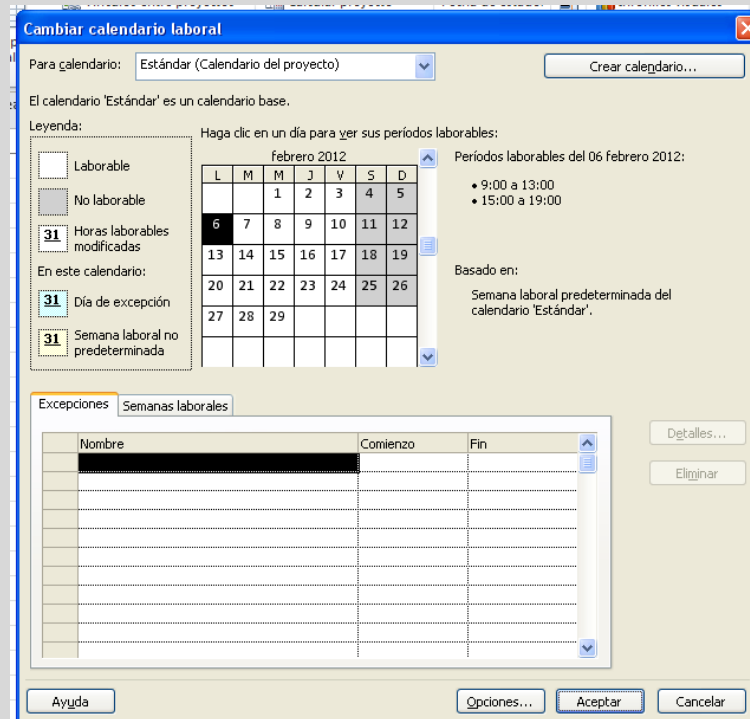 Cambiar calendario laboral
Para calendario: Estándar (Calendario del proyecto) Crear calendario...
El calendario 'Estándar' es un calendario base.
Leyenda:
Laborable
No laborable
31 Horas laborables
modificadas
En este calendario:
31 Día de excepción
31 Semana laboral no
predeterminada
Haga clic en un día para ver sus períodos laborables:
febrero 2012
L M M J V S D
1 2 3 4 5
6 7 8 9 10 11 12
13 14 15 16 17 18 19
20 21 22 23 24 25 26
27 28 29
Períodos laborables del 06 febrero 2012:
• 9:00 a 13:00
• 15:00 a 19:00
Basado en:
Semana laboral predeterminada del
calendario 'Estándar'.
Excepciones Semanas laborales
Nombre Comienzo Fin
Detalles...
Eliminar
Ayuda Opciones... Aceptar Cancelar